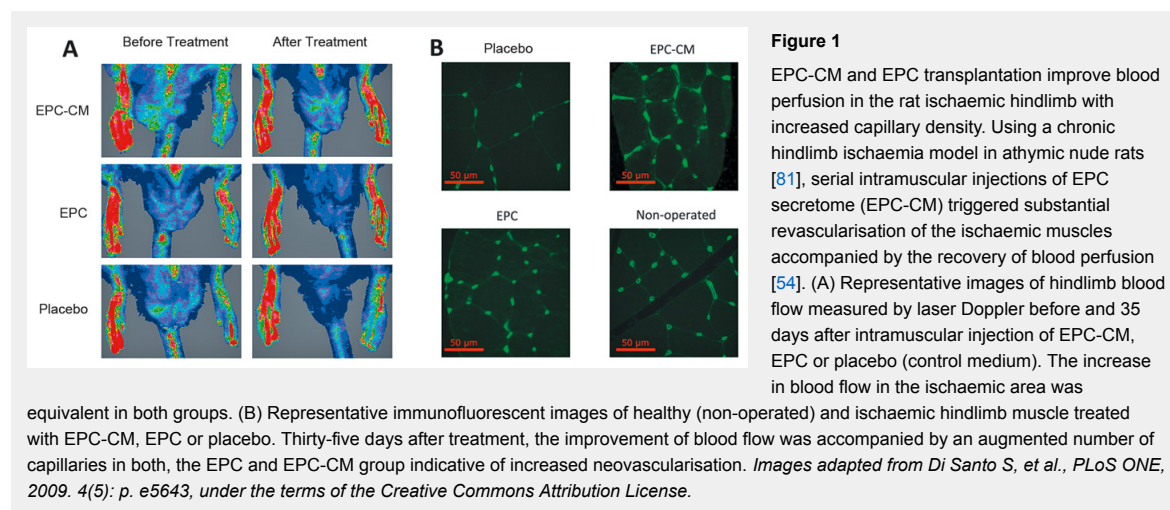 A
Before Treatment
After Treatment
EPC-CM
EPC
Placebo
B
Placebo
EPC-CM
50 µm
50 µm
EPC
Non-operated
50 µm
50 µm
Figure 1
EPC-CM and EPC transplantation improve blood
perfusion in the rat ischaemic hindlimb with
increased capillary density. Using a chronic
hindlimb ischaemia model in athymic nude rats
[81], serial intramuscular injections of EPC
secretome (EPC-CM) triggered substantial
revascularisation of the ischaemic muscles
accompanied by the recovery of blood perfusion
[54]. (A) Representative images of hindlimb blood
flow measured by laser Doppler before and 35
days after intramuscular injection of EPC-CM,
EPC or placebo (control medium). The increase
in blood flow in the ischaemic area was
equivalent in both groups. (B) Representative immunofluorescent images of healthy (non-operated) and ischaemic hindlimb muscle treated
with EPC-CM, EPC or placebo. Thirty-five days after treatment, the improvement of blood flow was accompanied by an augmented number of
capillaries in both, the EPC and EPC-CM group indicative of increased neovascularisation. Images adapted from Di Santo S, et al., PLoS ONE,
2009. 4(5): p. e5643, under the terms of the Creative Commons Attribution License.